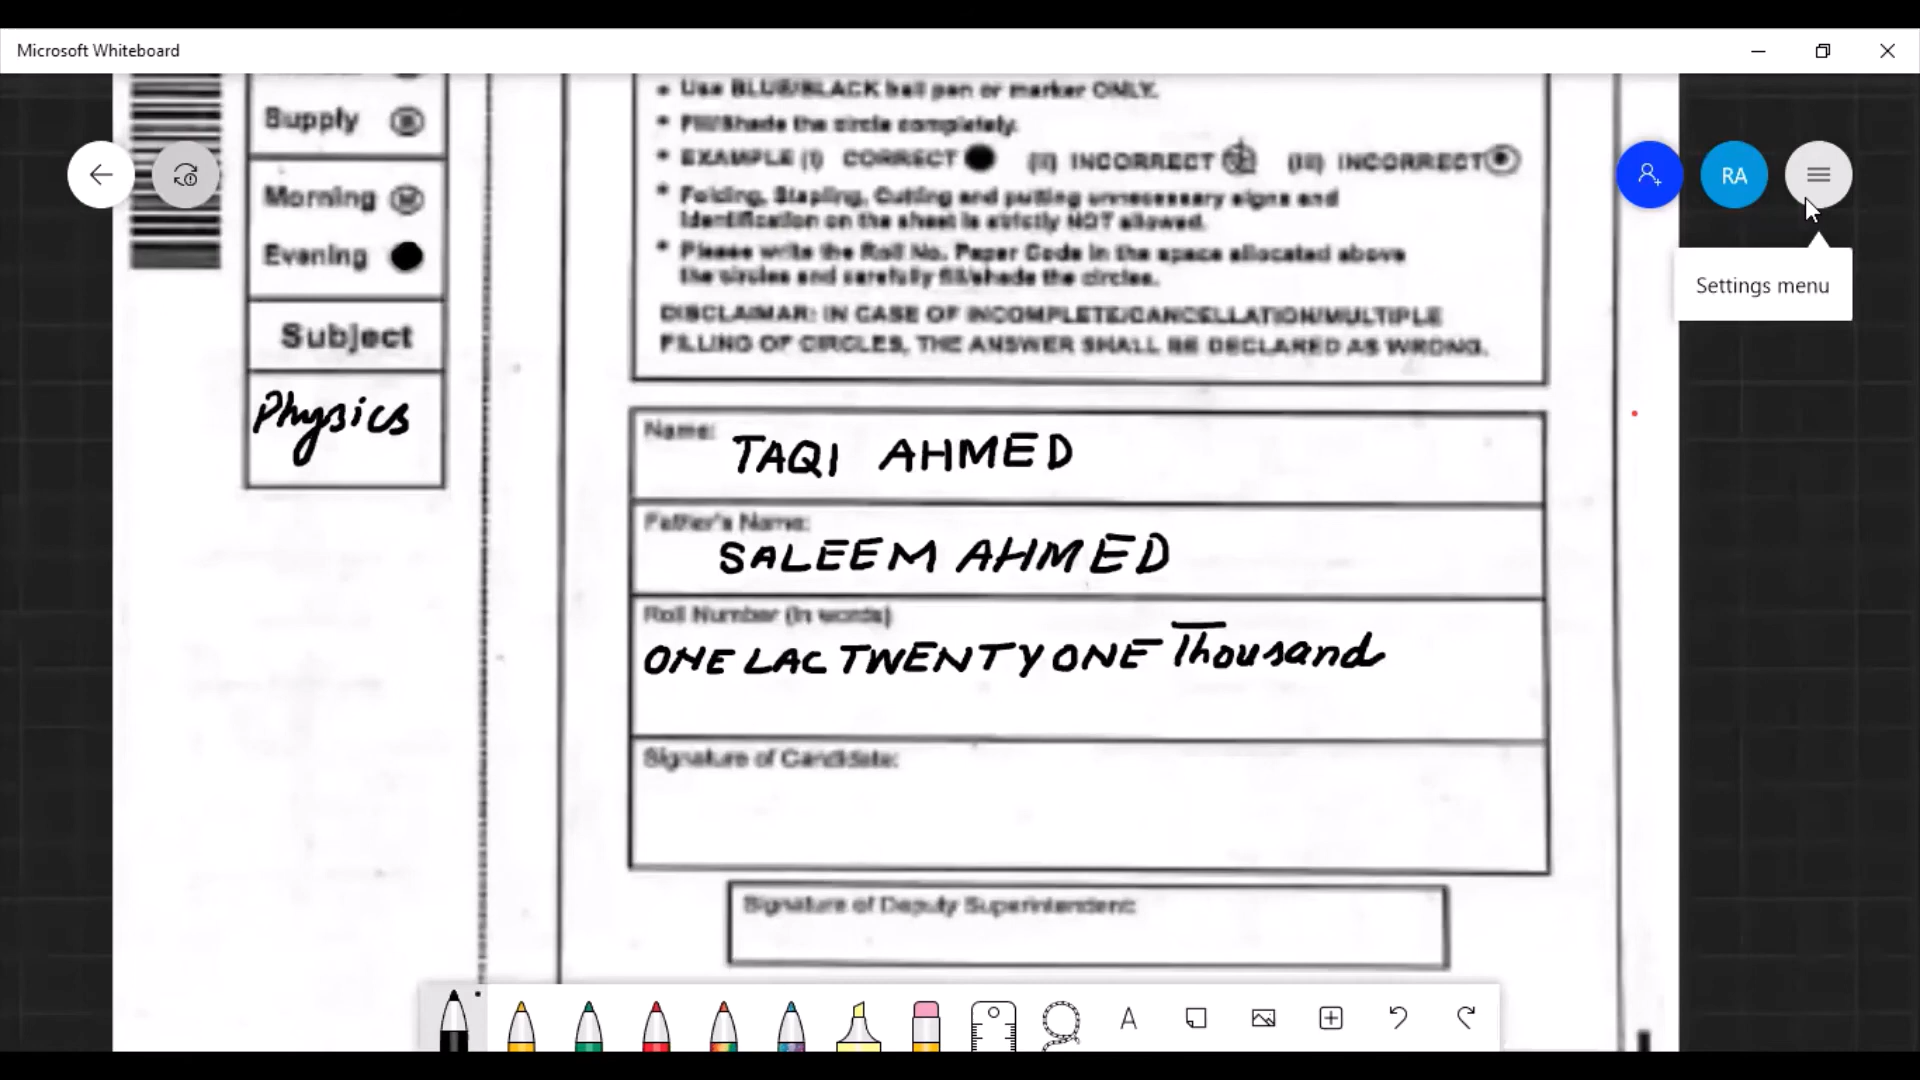 Microsoft Whiteboard
Supply
Morning
Evening
Subject
Physics
• Use BLUE/BLACK ball pen or marker ONLY.
* Fill/Shade the circle completely.
* EXAMPLE (I) CORRECT (II) INCORRECT (III) INCORRECT
* Folding, Stapling, Cutting and putting unnecessary signs and
identification on the sheet is strictly NOT allowed.
* Please write the Roll No. Paper Code in the space allocated above
the circles and carefully fill/shade the circles.
DISCLAIMAR: IN CASE OF INCOMPLETE/CANCELLATION/MULTIPLE
FILLING OF CIRCLES, THE ANSWER SHALL BE DECLARED AS WRONG.
RA
Settings menu
Name: TAQI AHMED
Father's Name:
SALEEM AHMED
Roll Number (In words)
ONE LAC TWENTY ONE Thousand
Signature of Candidate:
Signature of Deputy Superintendent: